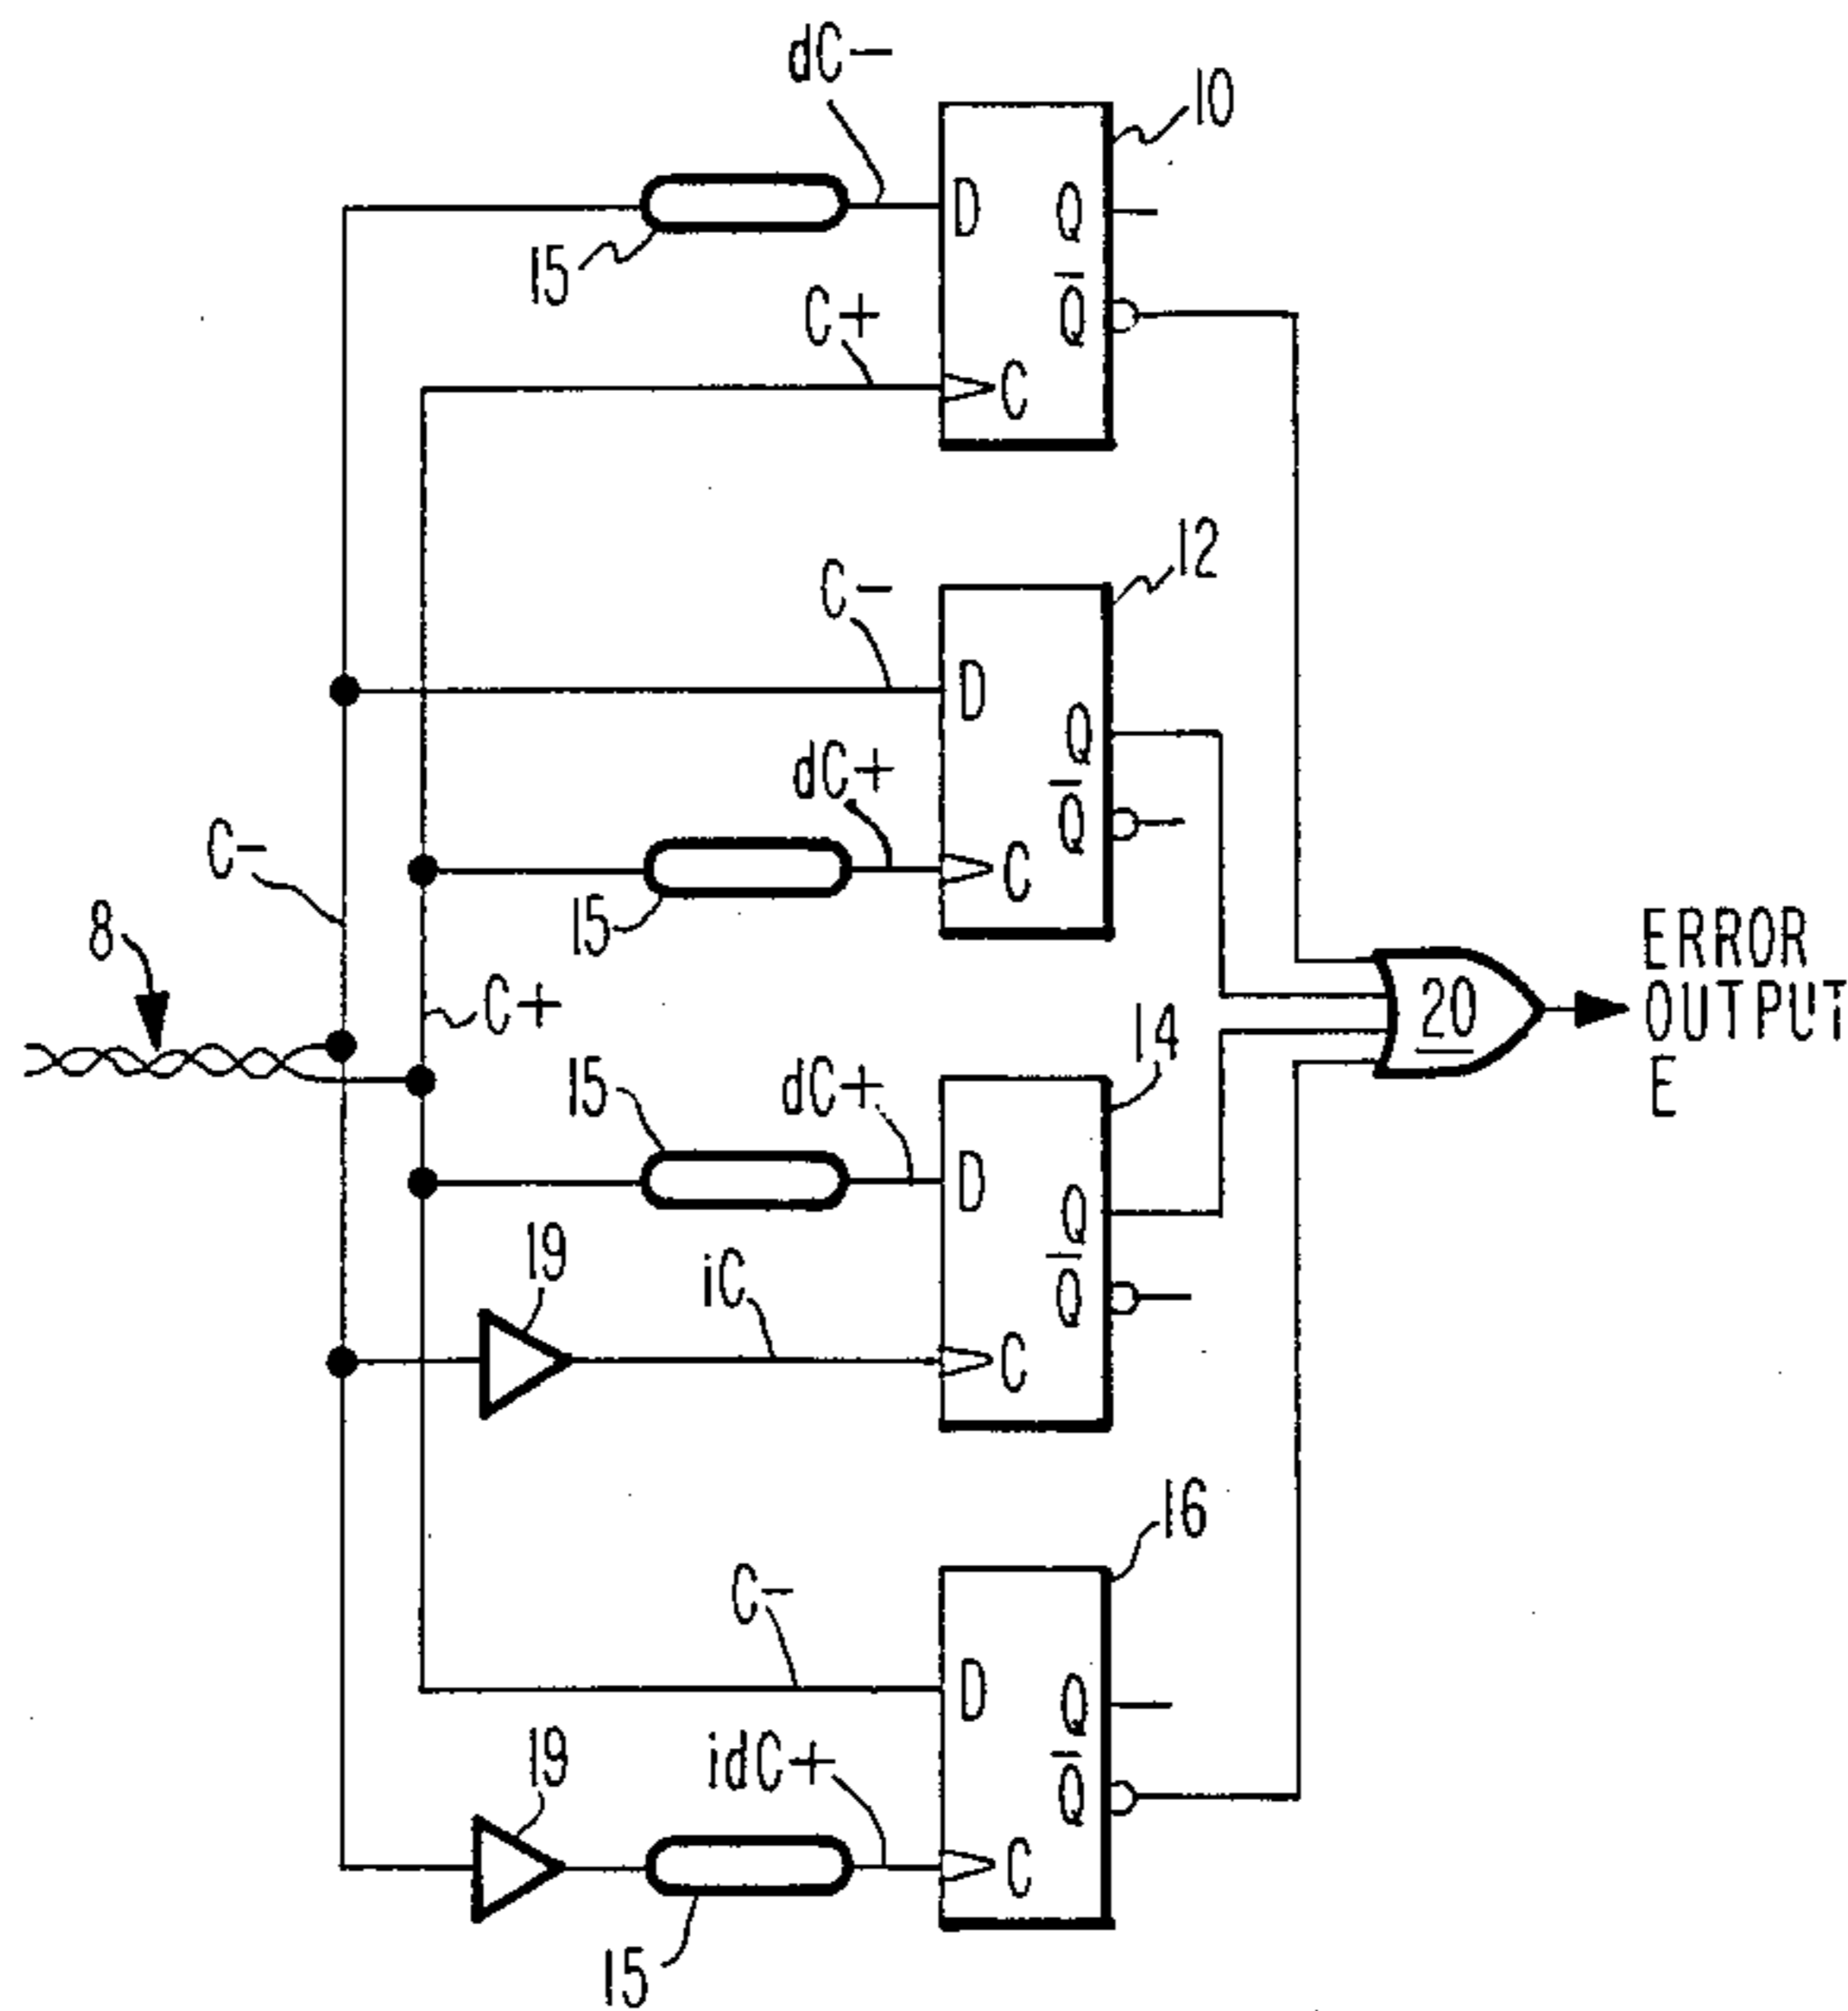 dC-
10
D
Q
15
C+
Q̅
C
12
C-
D
Q
dC+
Q̅
C
15
C-
8
C+
ERROR
OUTPUT
E
20
14
15
dC+
D
Q
19
iC
Q̅
C
16
C-
D
Q
19
idC+
Q̅
C
15